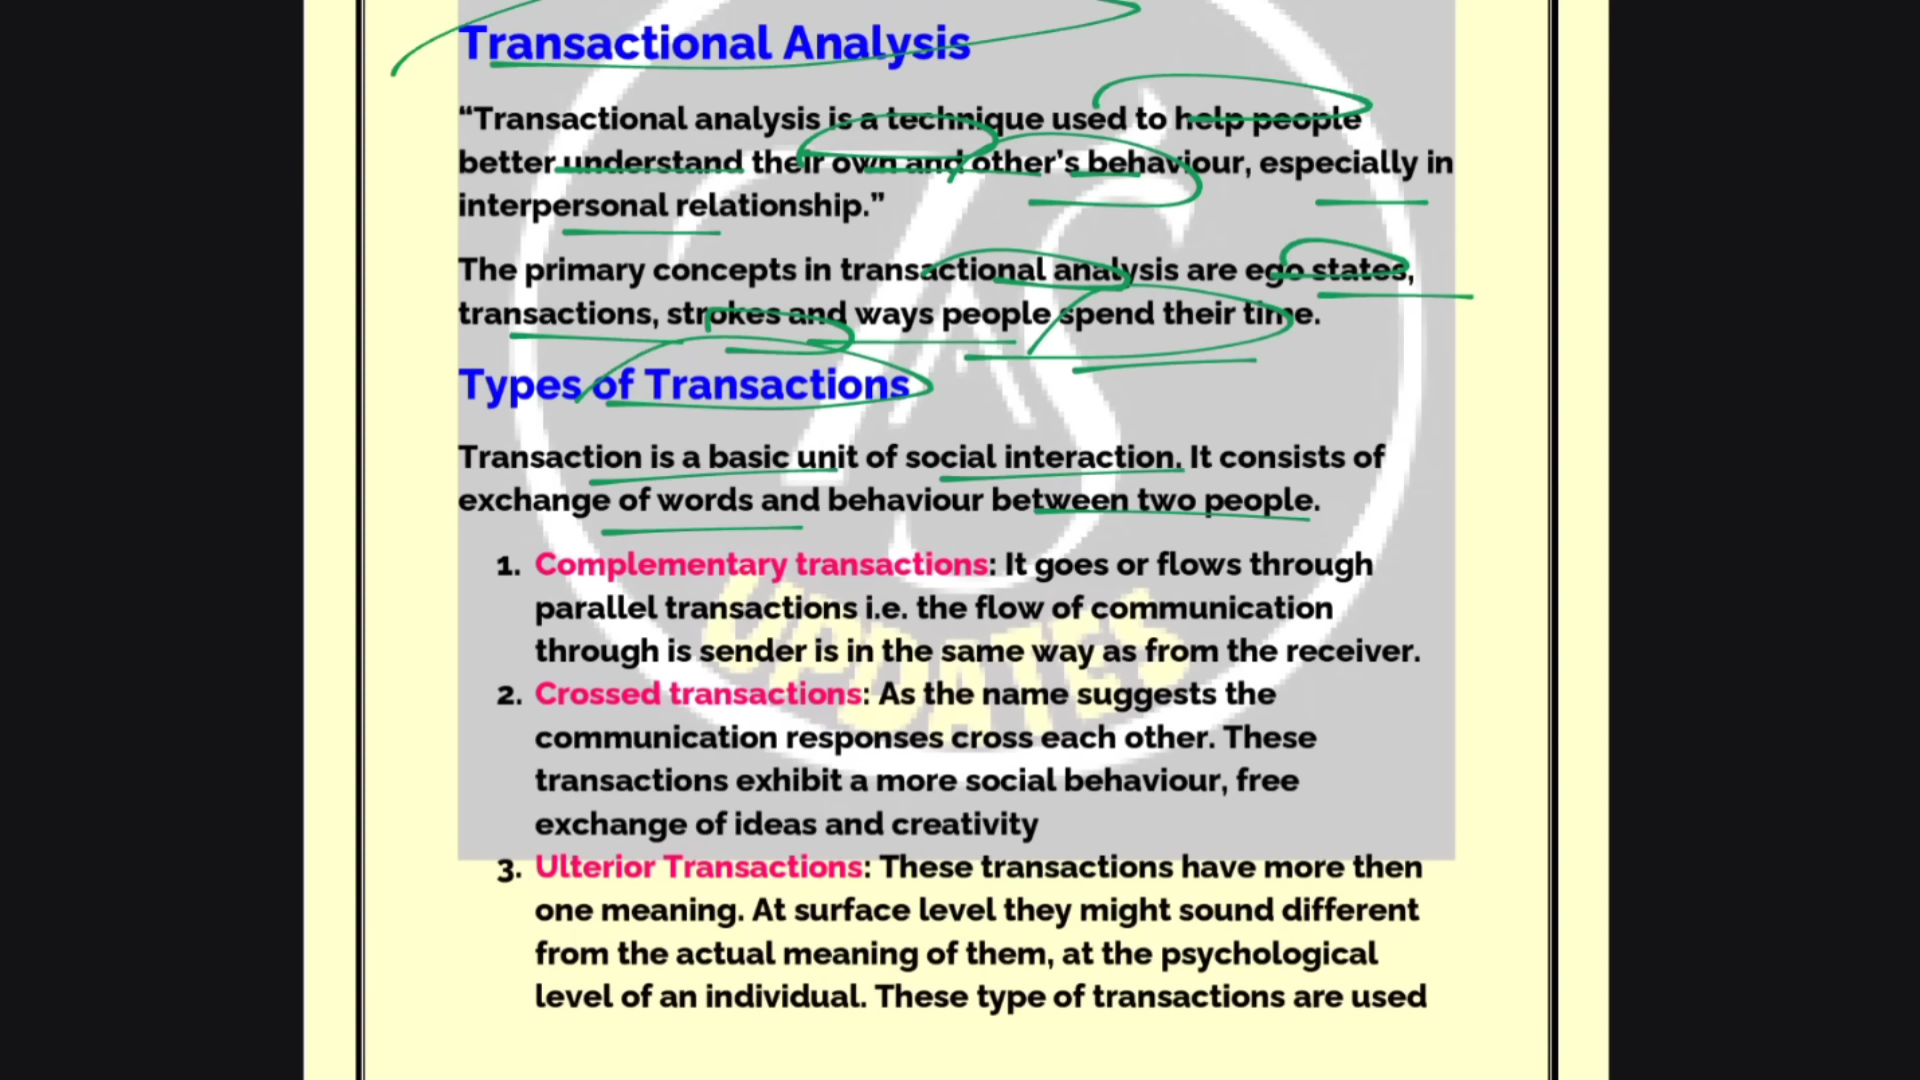 Transactional Analysis
“Transactional analysis is a technique used to help people
better understand their own and other's behaviour, especially in
interpersonal relationship.”
The primary concepts in transactional analysis are ego states,
transactions, strokes and ways people spend their time.
Types of Transactions
Transaction is a basic unit of social interaction. It consists of
exchange of words and behaviour between two people.
1. Complementary transactions: It goes or flows through
parallel transactions i.e. the flow of communication
through is sender is in the same way as from the receiver.
2. Crossed transactions: As the name suggests the
communication responses cross each other. These
transactions exhibit a more social behaviour, free
exchange of ideas and creativity
3. Ulterior Transactions: These transactions have more then
one meaning. At surface level they might sound different
from the actual meaning of them, at the psychological
level of an individual. These type of transactions are used
UPDATES